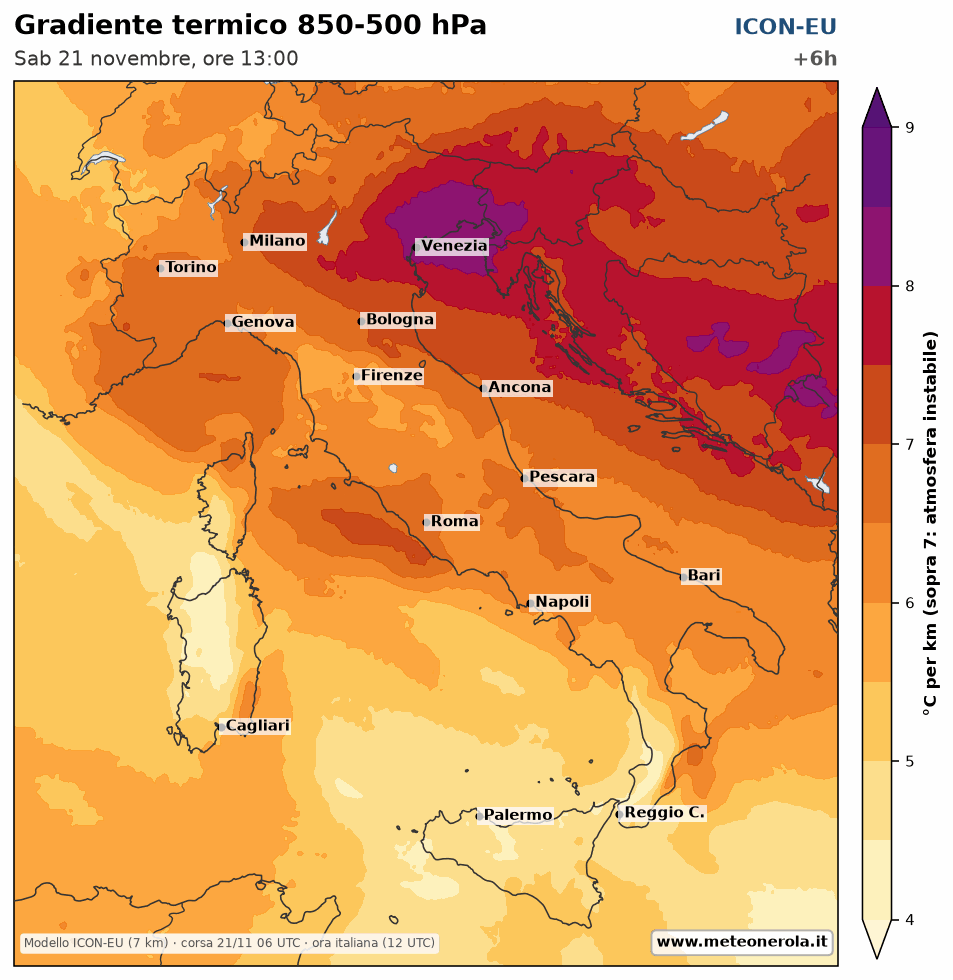 Gradiente termico 850-500 hPa
ICON-EU
Sab 21 novembre, ore 13:00
+6h
9
Milano
Venezia
Torino
8
Genova
Bologna
Firenze
Ancona
7
Pescara
Roma
Bari
Napoli
6
Cagliari
5
Palermo
Reggio C.
4
°C per km (sopra 7: atmosfera instabile)
Modello ICON-EU (7 km) · corsa 21/11 06 UTC · ora italiana (12 UTC)
www.meteonerola.it